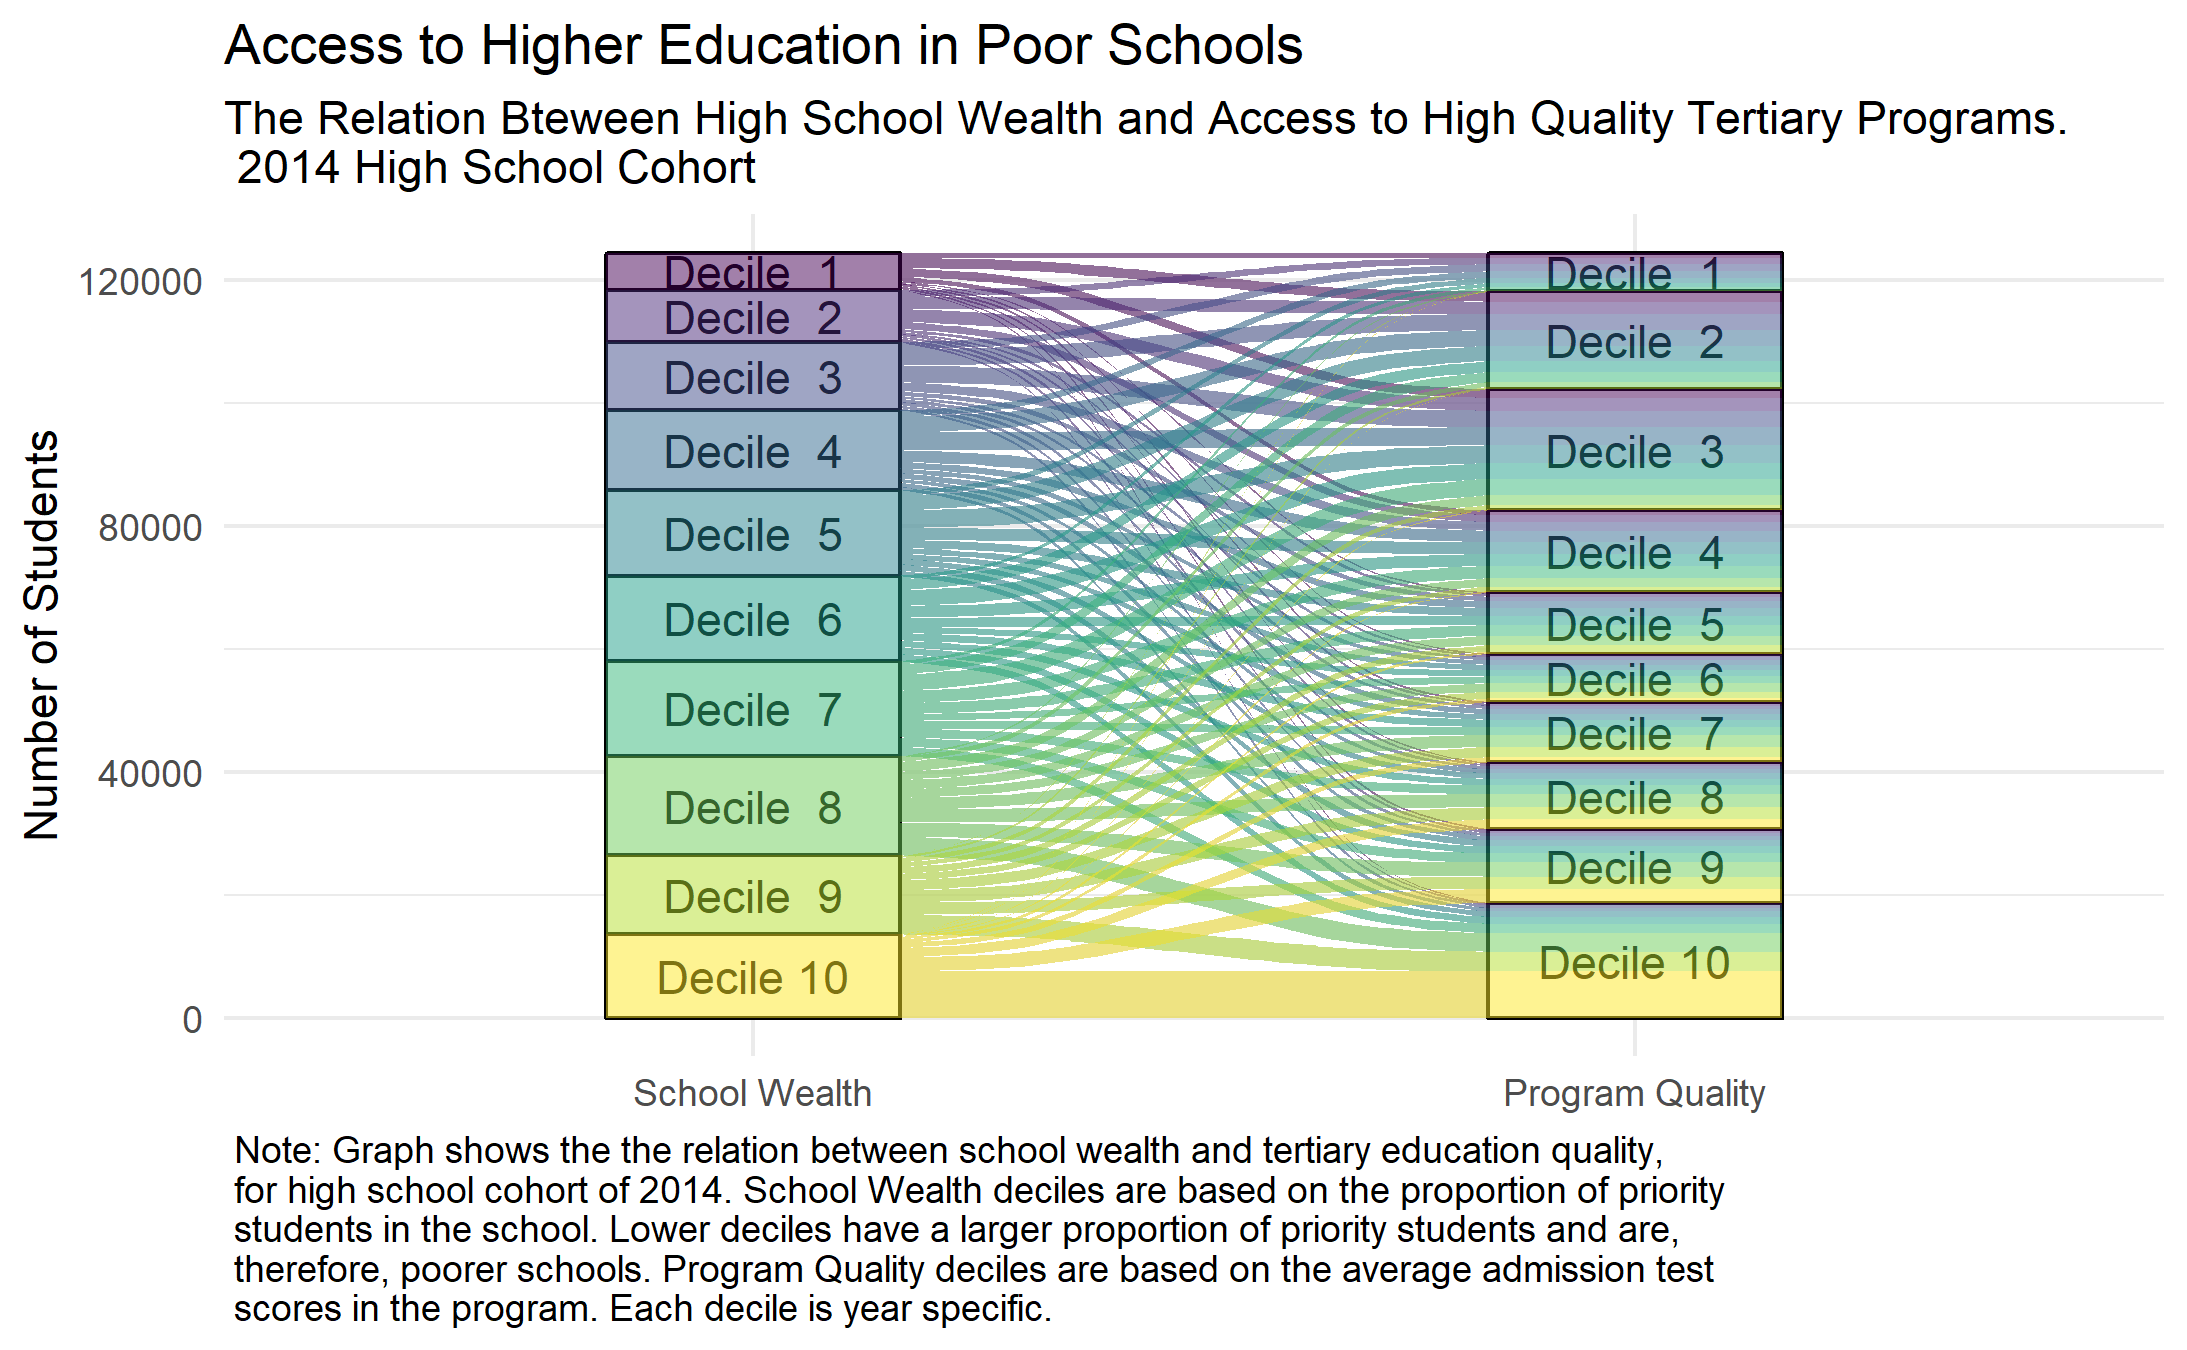 Access to Higher Education in Poor Schools
The Relation Bteween High School Wealth and Access to High Quality Tertiary Programs.
2014 High School Cohort
Number of Students
120000
80000
40000
0
Decile 1
Decile 2
Decile 3
Decile 4
Decile 5
Decile 6
Decile 7
Decile 8
Decile 9
Decile 10
Decile 1
Decile 2
Decile 3
Decile 4
Decile 5
Decile 6
Decile 7
Decile 8
Decile 9
Decile 10
School Wealth
Program Quality
Note: Graph shows the the relation between school wealth and tertiary education quality,
for high school cohort of 2014. School Wealth deciles are based on the proportion of priority
students in the school. Lower deciles have a larger proportion of priority students and are,
therefore, poorer schools. Program Quality deciles are based on the average admission test
scores in the program. Each decile is year specific.